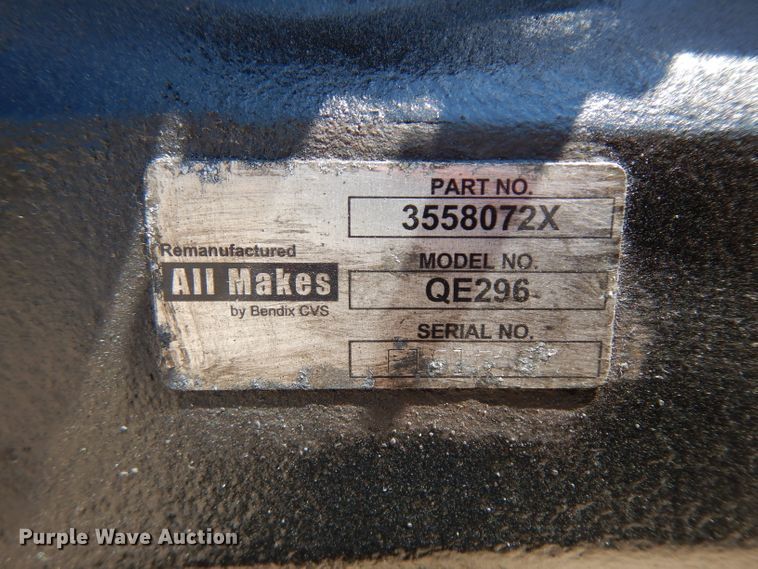 PART NO.
3558072X
Remanufactured
All Makes
by Bendix CVS
MODEL NO.
QE296
SERIAL NO.
Purple Wave Auction